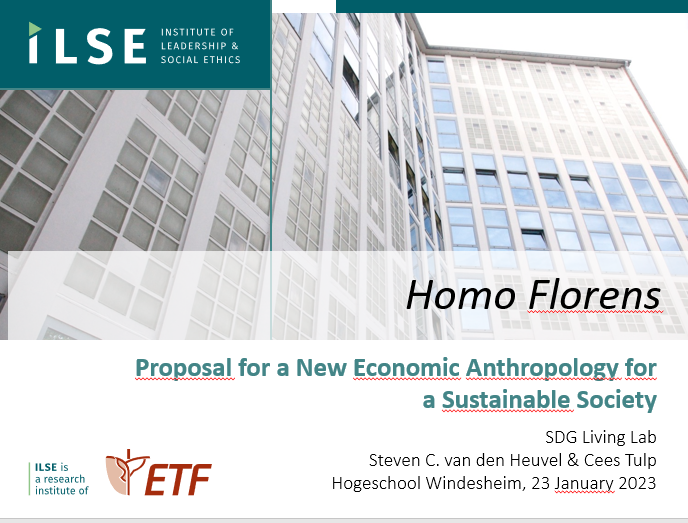 iLSE
INSTITUTE OF
LEADERSHIP &
SOCIAL ETHICS
Homo Florens
Proposal for a New Economic Anthropology for
a Sustainable Society
SDG Living Lab
Steven C. van den Heuvel & Cees Tulp
Hogeschool Windesheim, 23 January 2023
ILSE is
a research
institute of
ETF